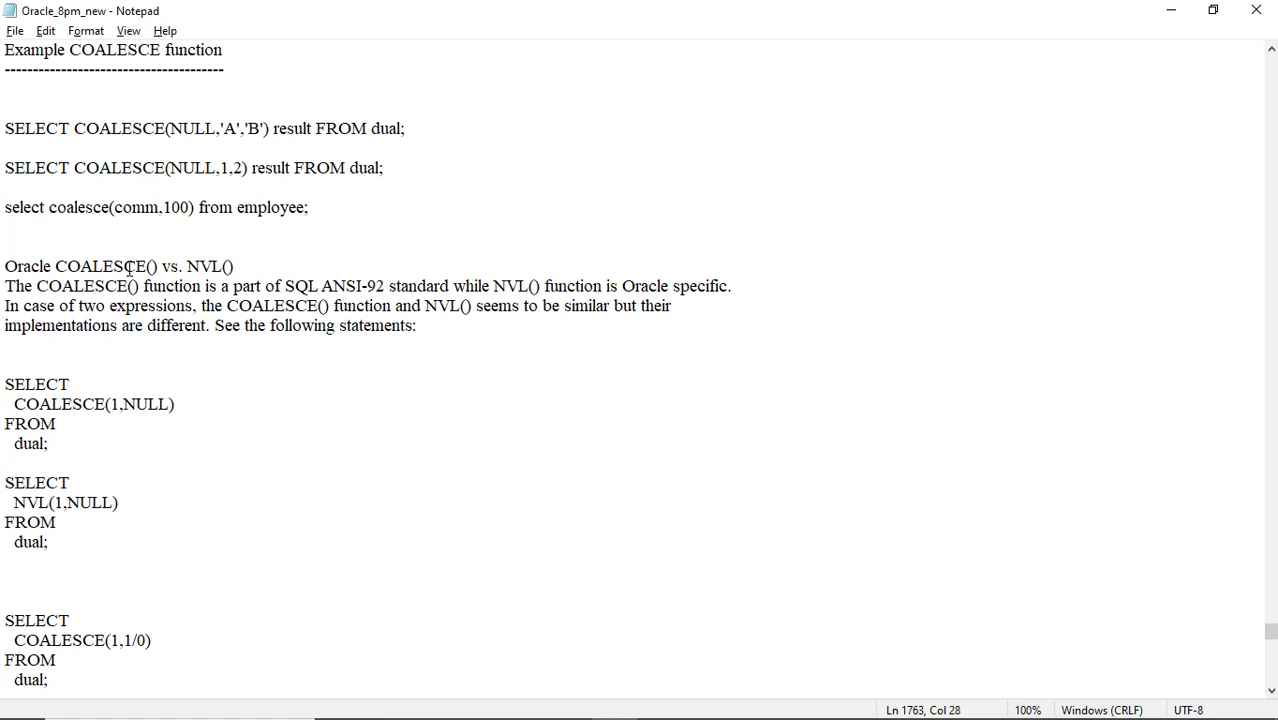 Oracle_8pm_new - Notepad
File Edit Format View Help
Example COALESCE function
---------------------------------------
SELECT COALESCE(NULL,'A','B') result FROM dual;
SELECT COALESCE(NULL,1,2) result FROM dual;
select coalesce(comm,100) from employee;
Oracle COALESCE() vs. NVL()
The COALESCE() function is a part of SQL ANSI-92 standard while NVL() function is Oracle specific.
In case of two expressions, the COALESCE() function and NVL() seems to be similar but their
implementations are different. See the following statements:
SELECT
  COALESCE(1,NULL)
FROM
  dual;
SELECT
  NVL(1,NULL)
FROM
  dual;
SELECT
  COALESCE(1,1/0)
FROM
  dual;
Ln 1763, Col 28 100% Windows (CRLF) UTF-8